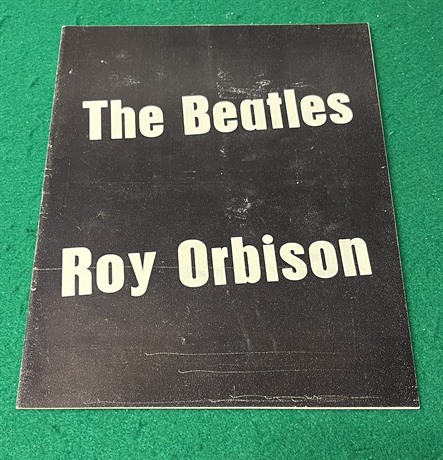 The Beatles
Roy Orbison